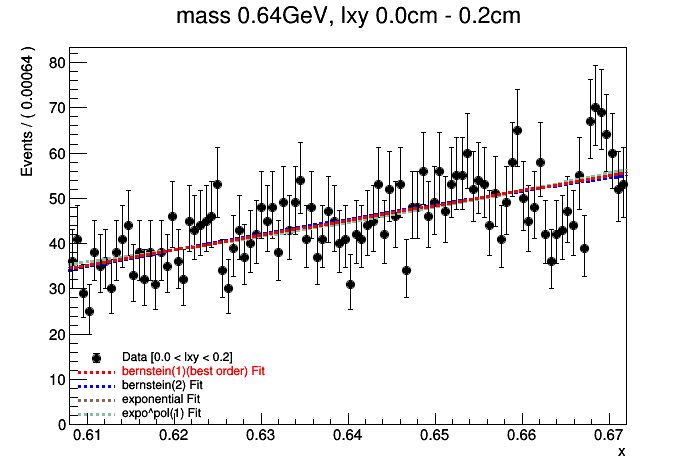 mass 0.64GeV, lxy 0.0cm - 0.2cm
Events / ( 0.00064 )
80
70
60
50
40
30
20
10
0
Data [0.0 < lxy < 0.2]
bernstein(1)(best order) Fit
bernstein(2) Fit
exponential Fit
expo^pol(1) Fit
0.61 0.62 0.63 0.64 0.65 0.66 0.67
x